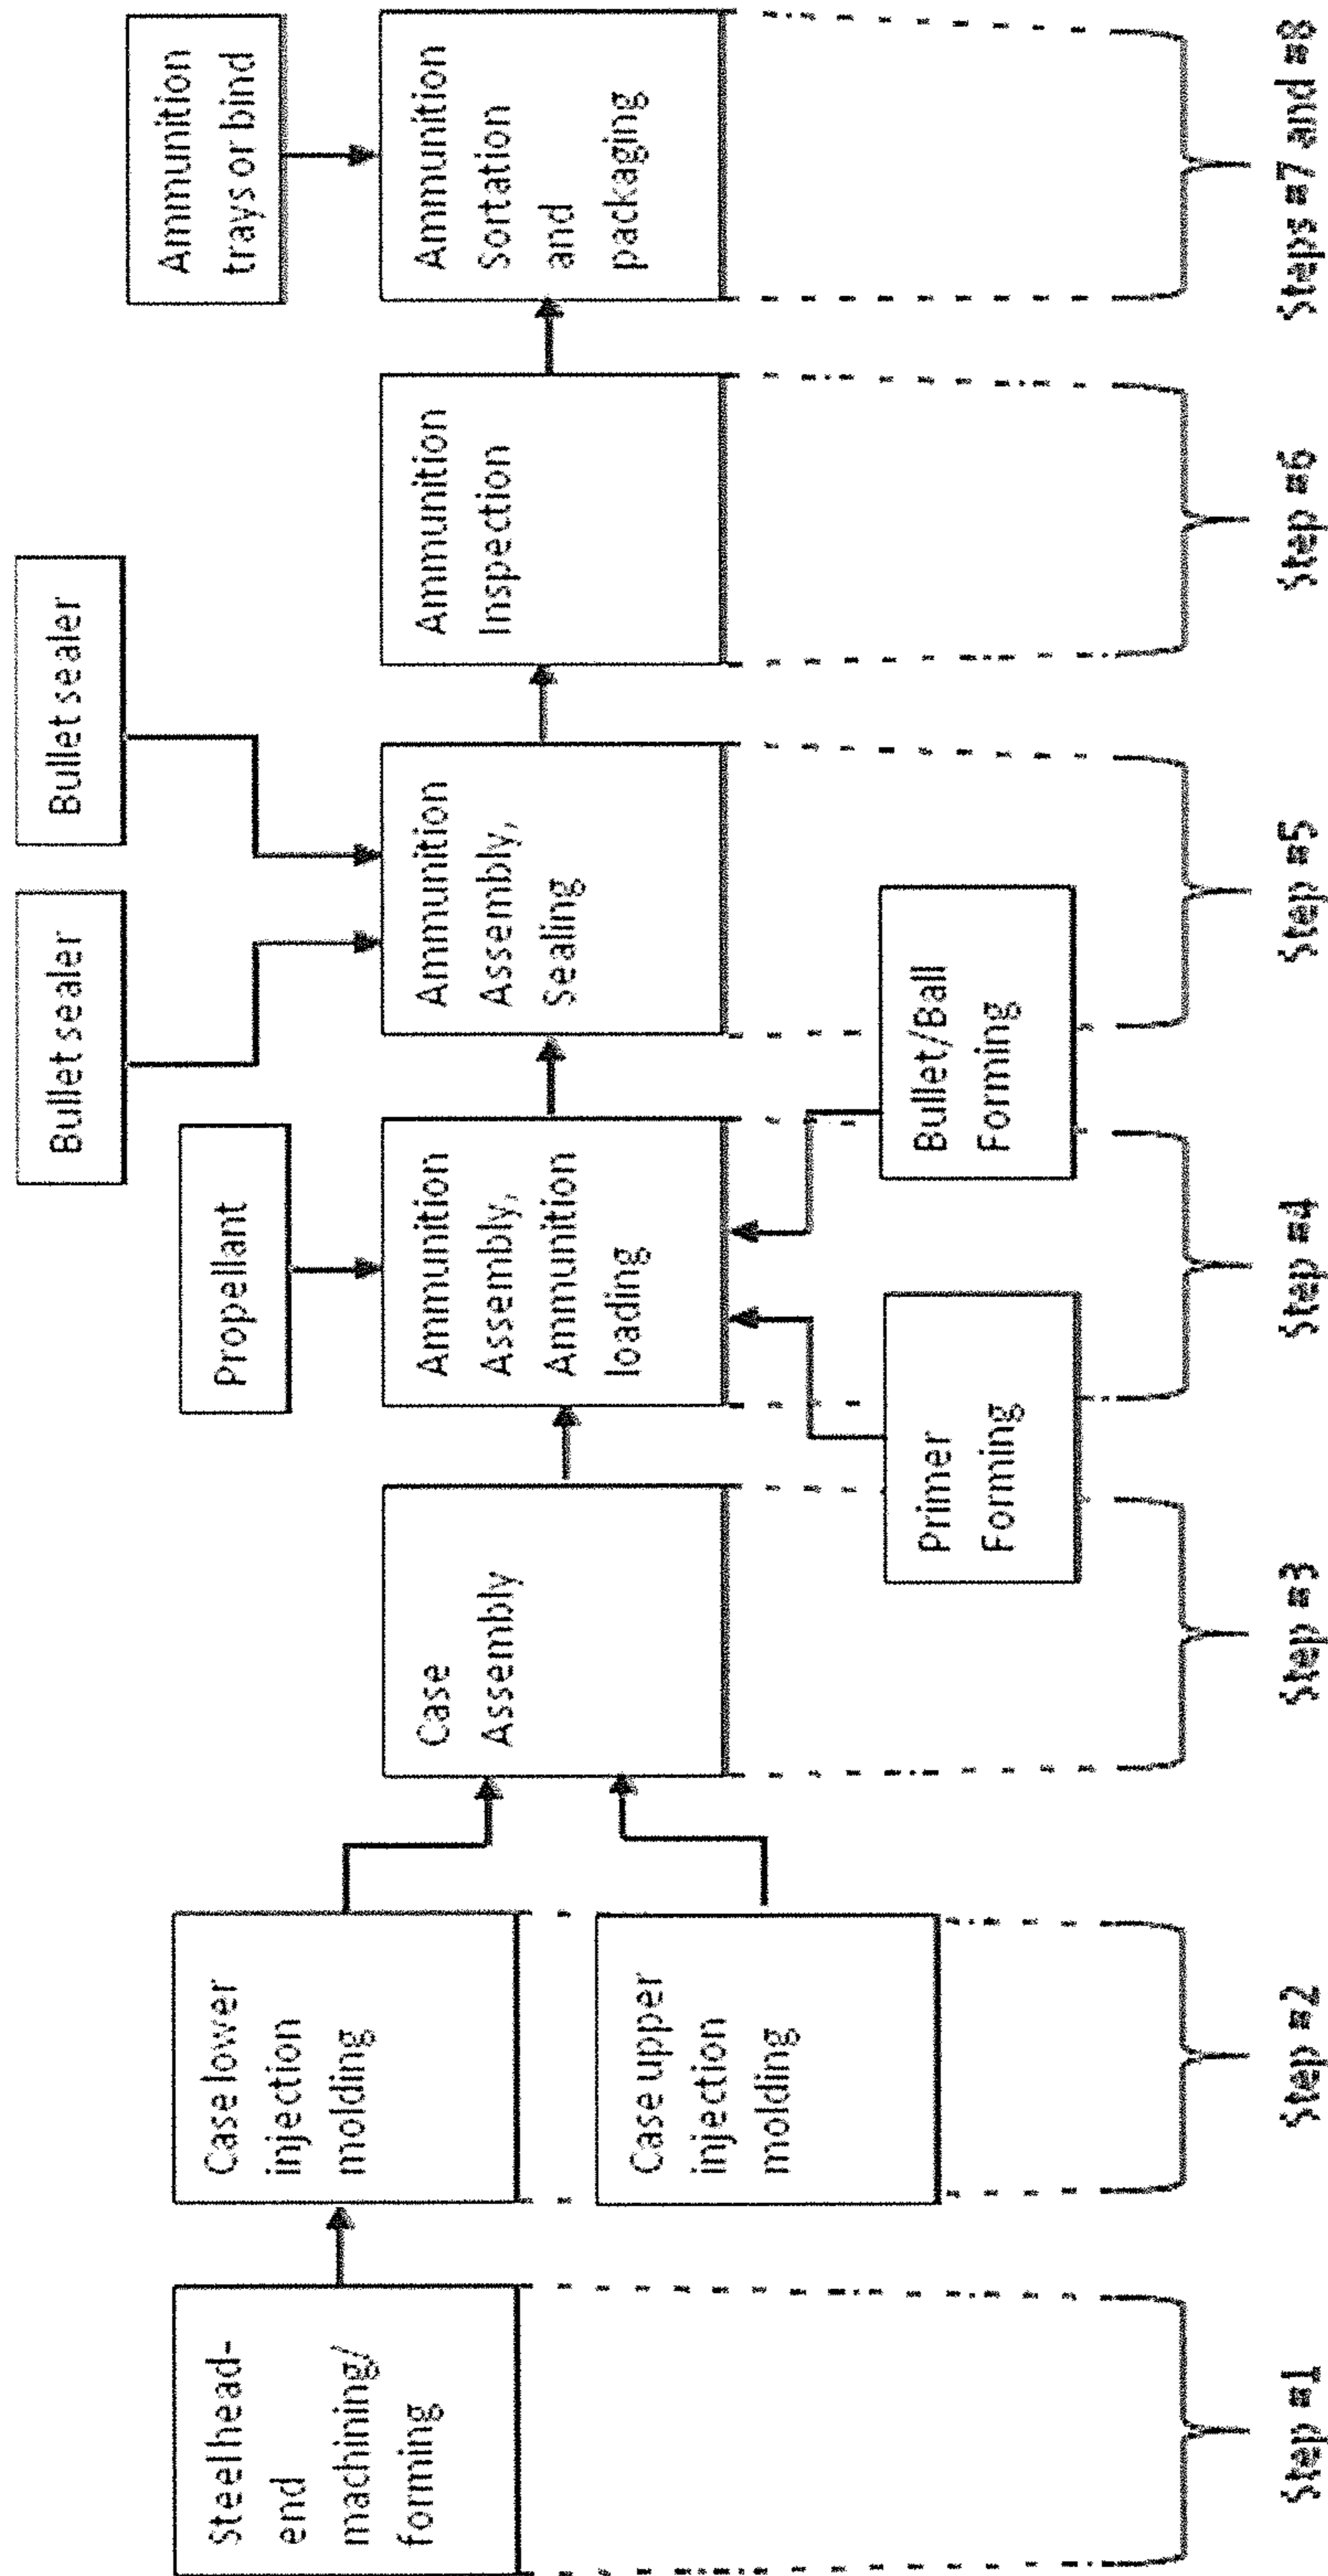 Steelhead-
end
machining/
forming
Case lower
injection
molding
Case upper
injection
molding
Case
Assembly
Propellant
Ammunition
Assembly,
Ammunition
loading
Primer
Forming
Bullet/Ball
Forming
Bullet sealer
Bullet sealer
Ammunition
Assembly,
Sealing
Ammunition
Inspection
Ammunition
trays or bind
Ammunition
Sortation
and
packaging
Step #1
Step #2
Step #3
Step #4
Step #5
Step #6
Steps #7 and #8